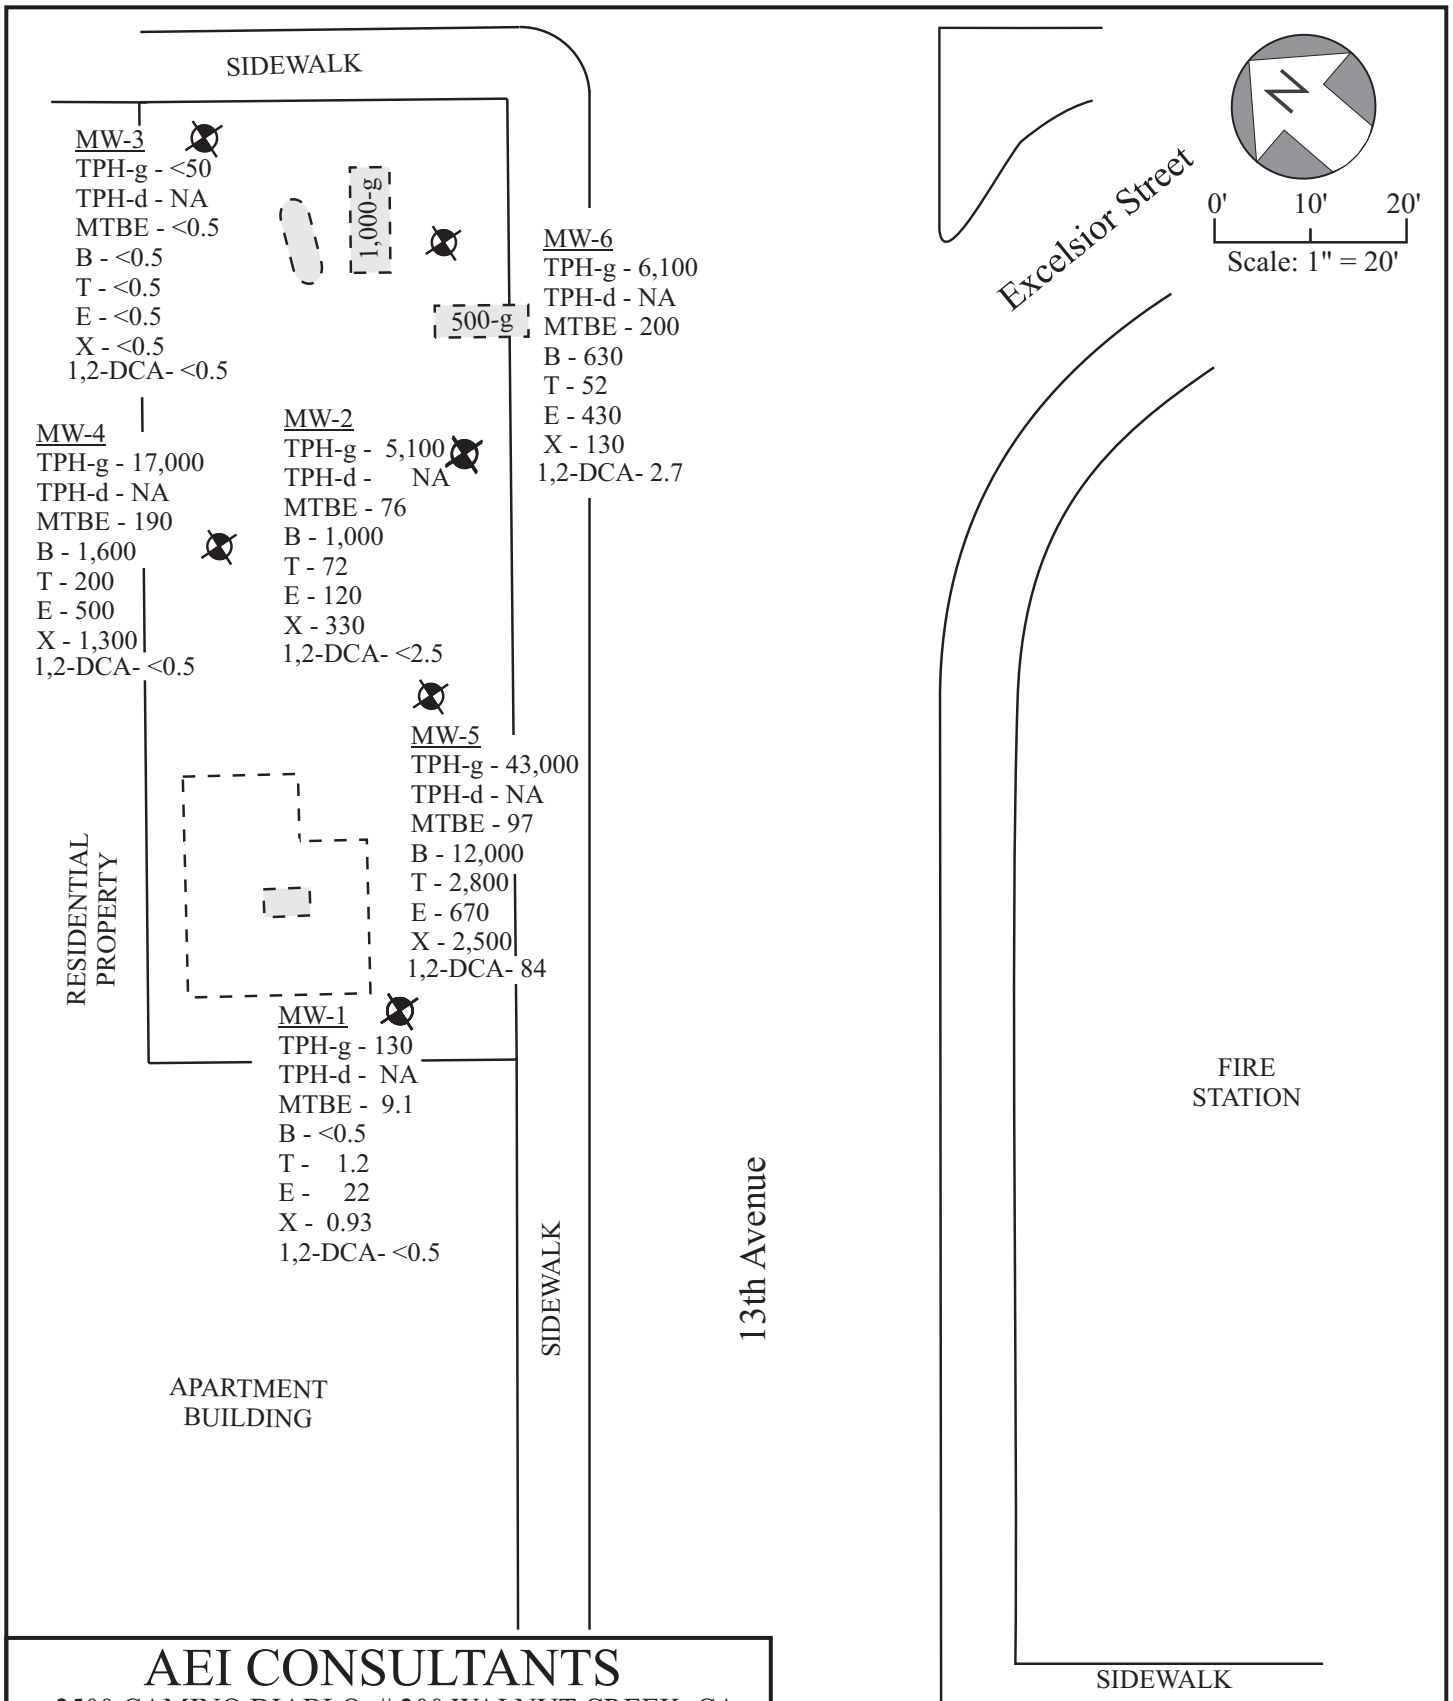 SIDEWALK
N
0' 10' 20'
Scale: 1" = 20'
Excelsior Street
MW-3
TPH-g - <50
TPH-d - NA
MTBE - <0.5
B - <0.5
T - <0.5
E - <0.5
X - <0.5
1,2-DCA- <0.5
1,000-g
500-g
MW-6
TPH-g - 6,100
TPH-d - NA
MTBE - 200
B - 630
T - 52
E - 430
X - 130
1,2-DCA- 2.7
MW-4
TPH-g - 17,000
TPH-d - NA
MTBE - 190
B - 1,600
T - 200
E - 500
X - 1,300
1,2-DCA- <0.5
MW-2
TPH-g - 5,100
TPH-d - NA
MTBE - 76
B - 1,000
T - 72
E - 120
X - 330
1,2-DCA- <2.5
MW-5
TPH-g - 43,000
TPH-d - NA
MTBE - 97
B - 12,000
T - 2,800
E - 670
X - 2,500
1,2-DCA- 84
RESIDENTIAL
PROPERTY
MW-1
TPH-g - 130
TPH-d - NA
MTBE - 9.1
B - <0.5
T - 1.2
E - 22
X - 0.93
1,2-DCA- <0.5
FIRE
STATION
13th Avenue
SIDEWALK
APARTMENT
BUILDING
AEI CONSULTANTS
2500 CAMINO DIABLO, # 200 WALNUT CREEK, CA
SIDEWALK